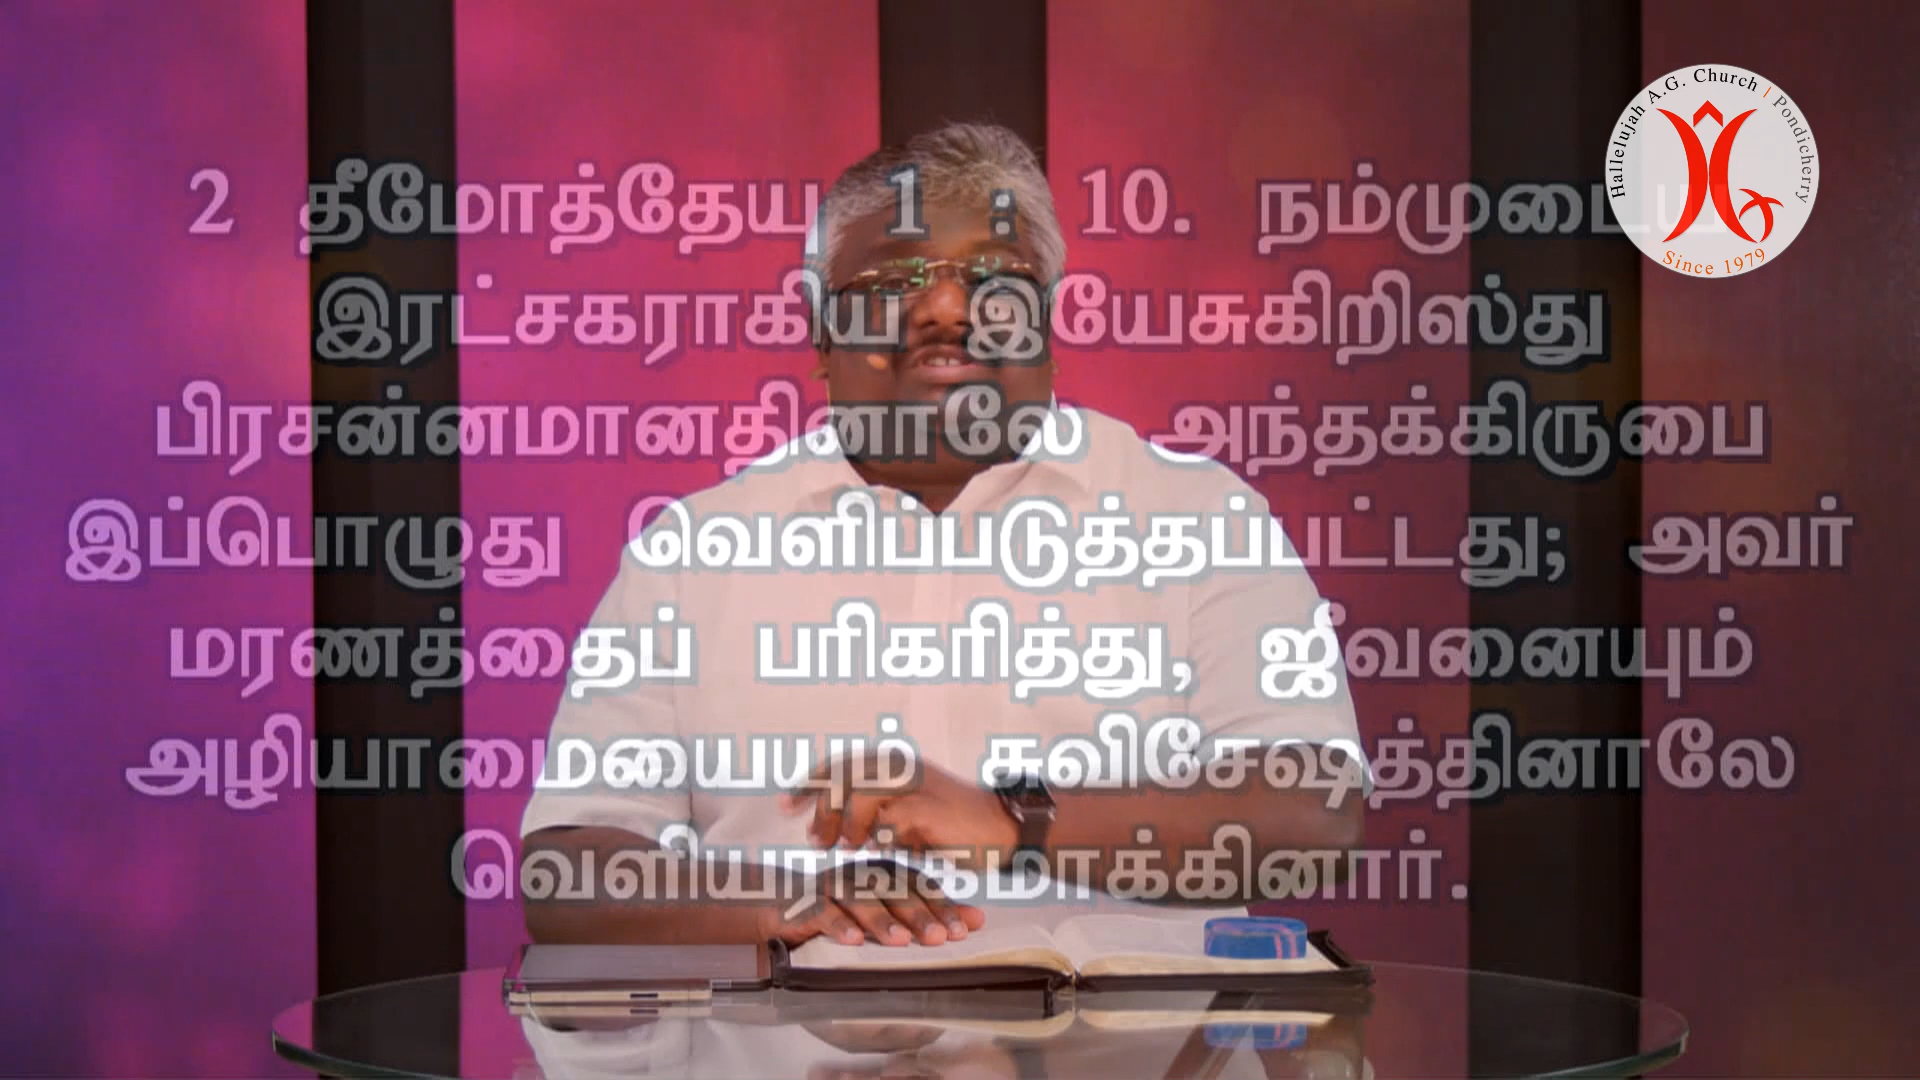 2 தீமோத்தேயு 1 : 10. நம்முடைய
இரட்சகராகிய இயேசுகிறிஸ்து
பிரசன்னமானதினாலே அந்தக்கிருபை
இப்பொழுது வெளிப்படுத்தப்பட்டது; அவர்
மரணத்தைப் பரிகரித்து, ஜீவனையும்
அழியாமையையும் சுவிசேஷத்தினாலே
வெளியரங்கமாக்கினார்.
Hallelujah A.G. Church | Pondicherry
Since 1979